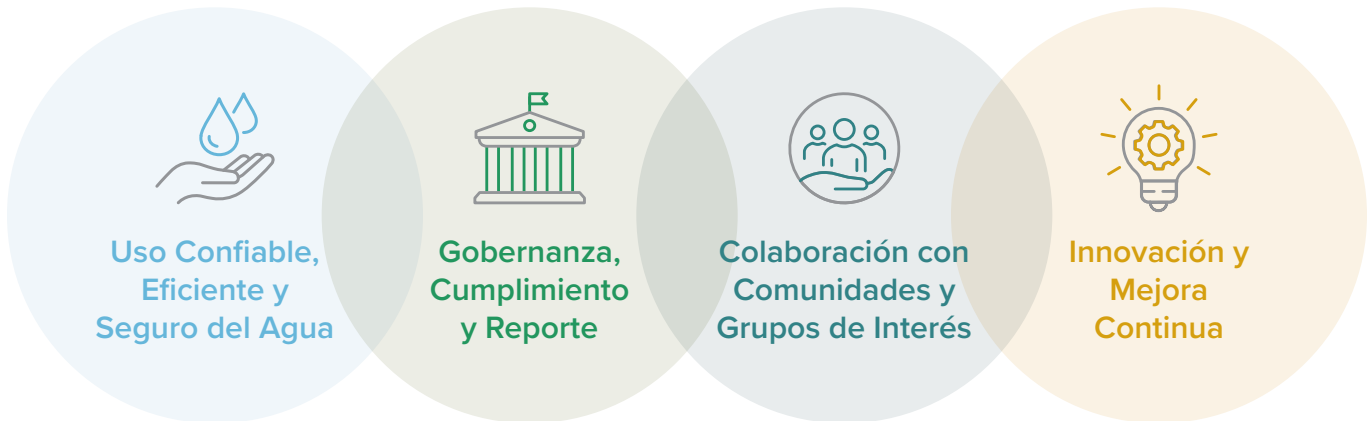 Uso Confiable,
Eficiente y
Seguro del Agua
Gobernanza,
Cumplimiento
y Reporte
Colaboración con
Comunidades y
Grupos de Interés
Innovación y
Mejora
Continua